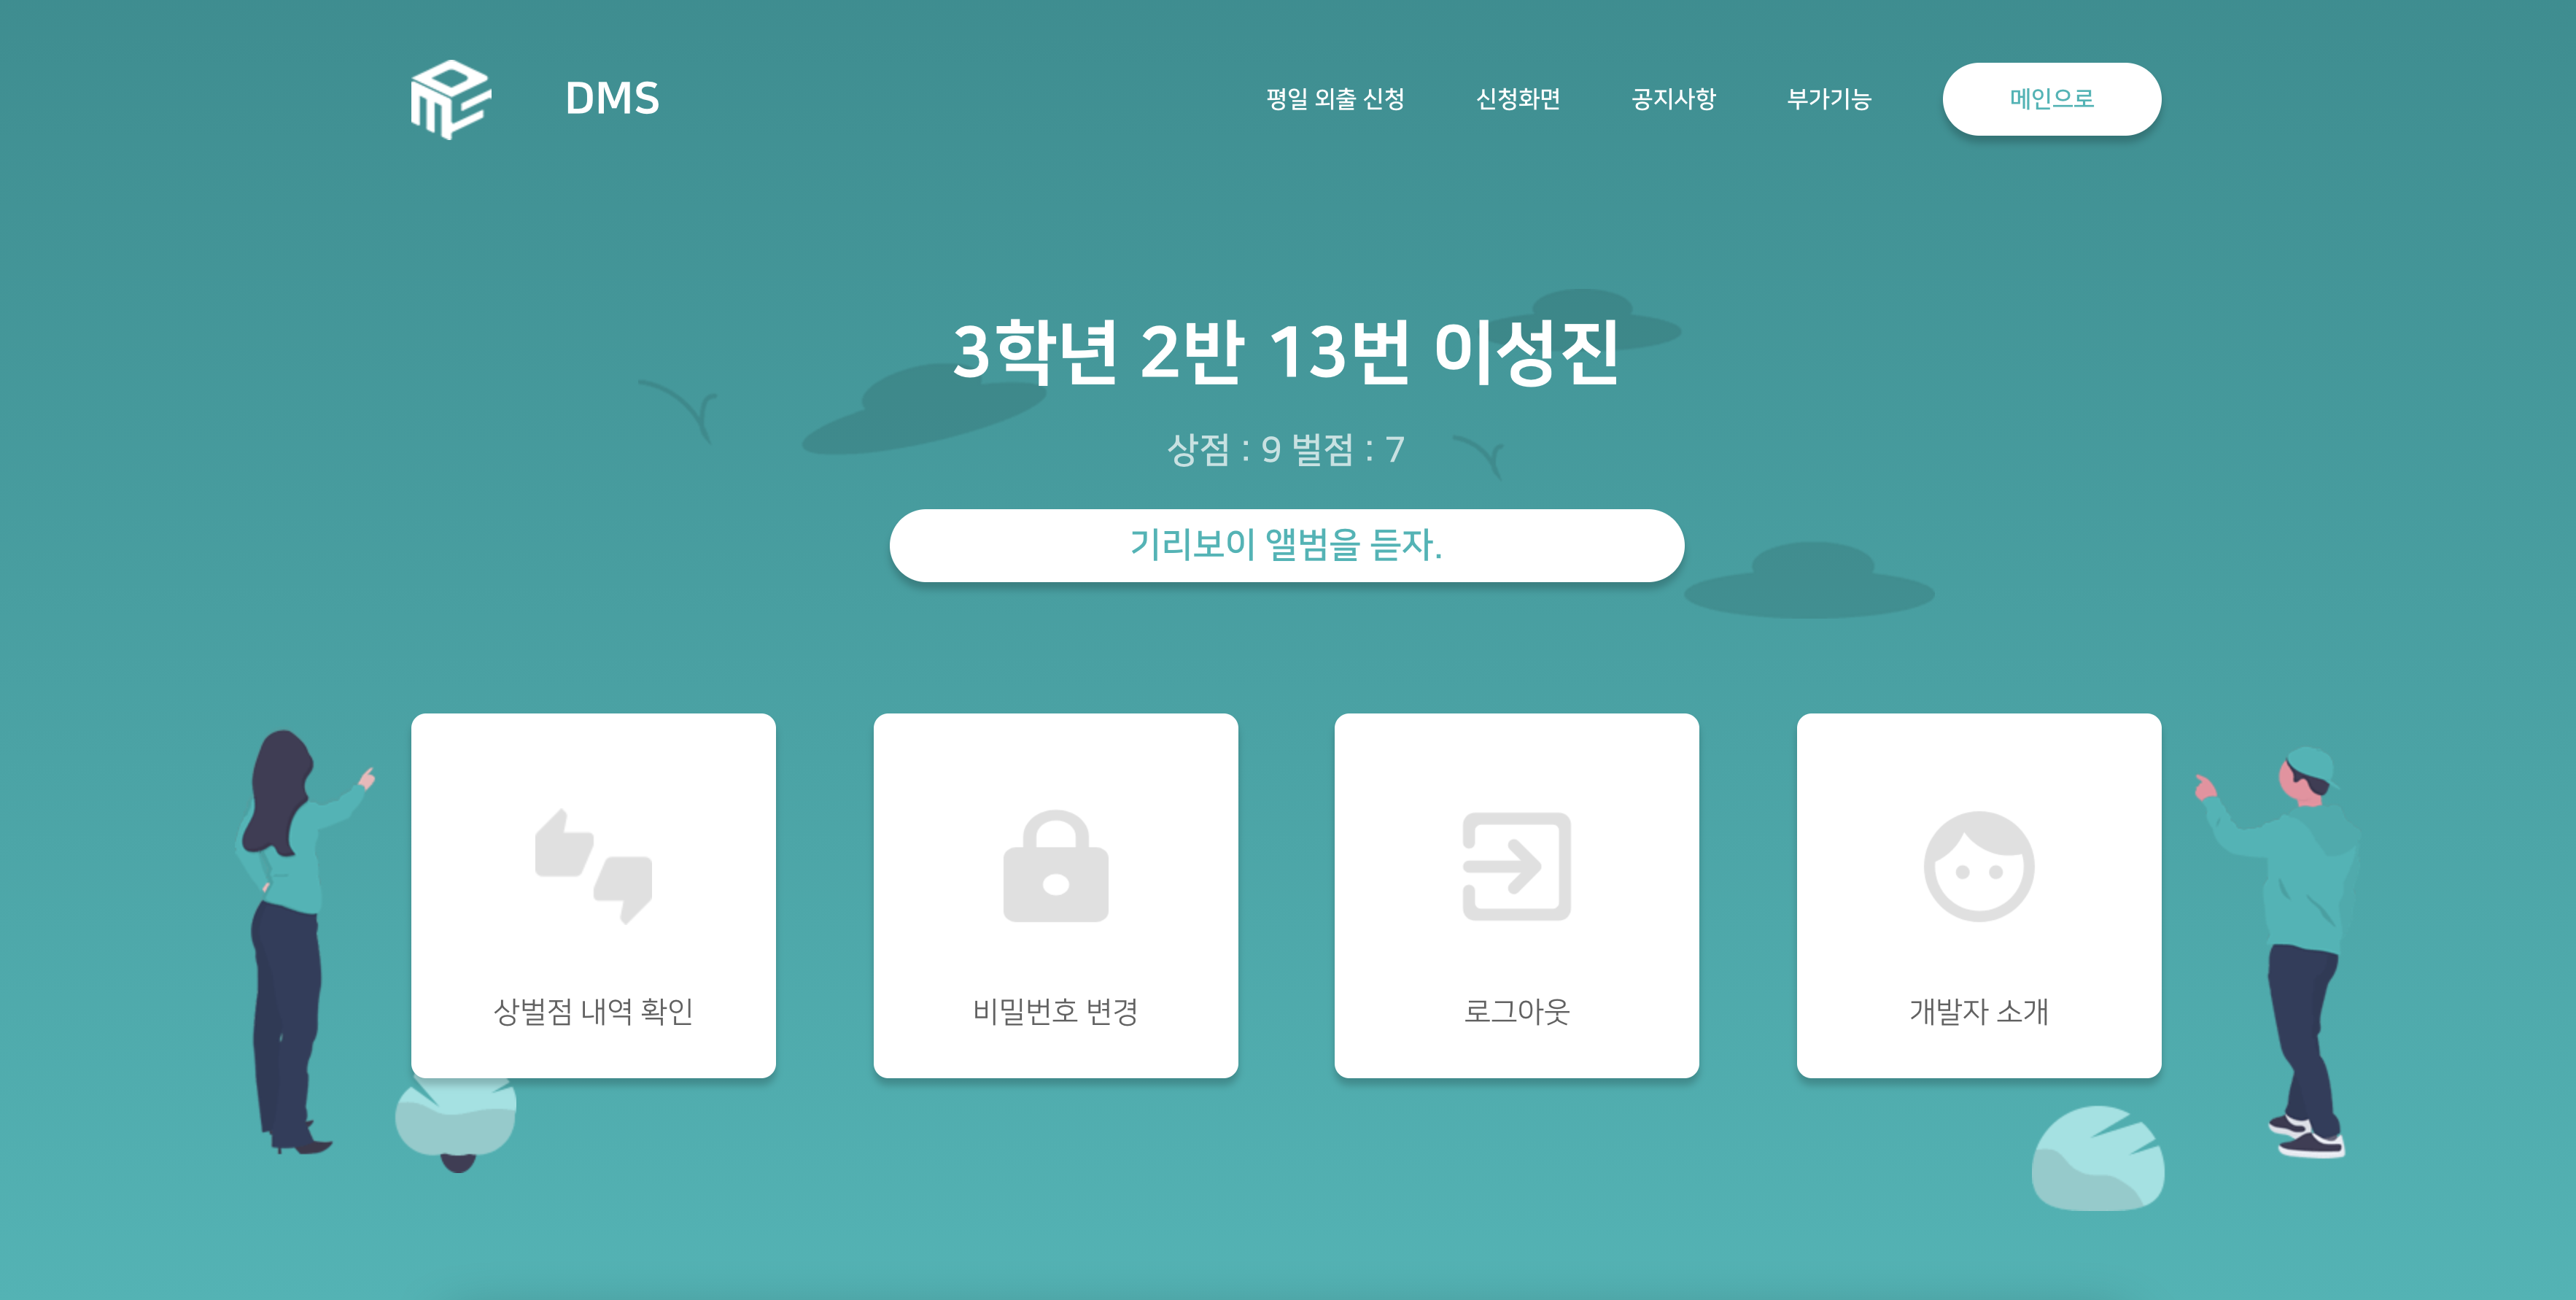 DMS
평일 외출 신청
신청화면
공지사항
부가기능
메인으로
3학년 2반 13번 이성진
상점 : 9 벌점 : 7
기리보이 앨범을 듣자.
상벌점 내역 확인
비밀번호 변경
로그아웃
개발자 소개